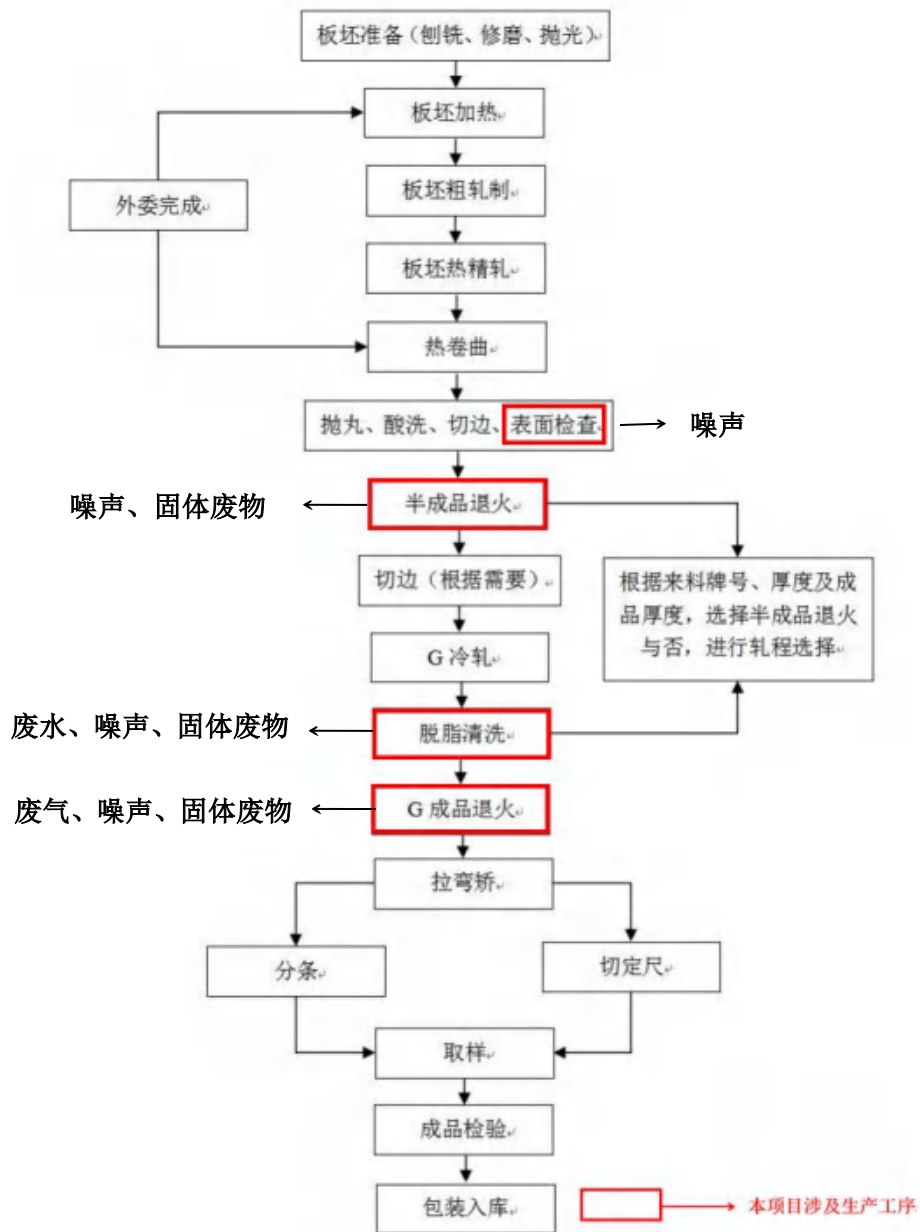 板坯准备（刨铣、修磨、抛光）
板坯加热
外委完成
板坯粗轧制
板坯热精轧
热卷曲
抛丸、酸洗、切边、表面检查
噪声
噪声、固体废物
半成品退火
切边（根据需要）
根据来料牌号、厚度及成
品厚度，选择半成品退火
与否，进行轧程选择
G 冷轧
废水、噪声、固体废物
脱脂清洗
废气、噪声、固体废物
G 成品退火
拉弯矫
分条
切定尺
取样
成品检验
包装入库
本项目涉及生产工序